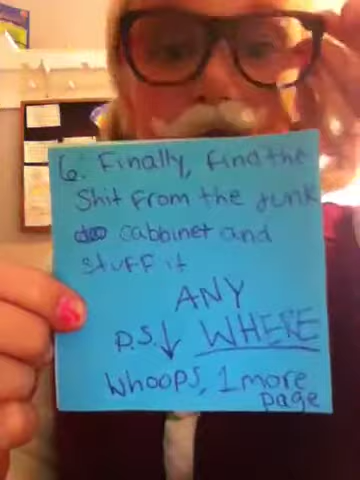 6. Finally, find the
Shit from the junk
cabbinet and
stuff it
ANY
WHERE
P.S. ↓
Whoops, 1 more
page